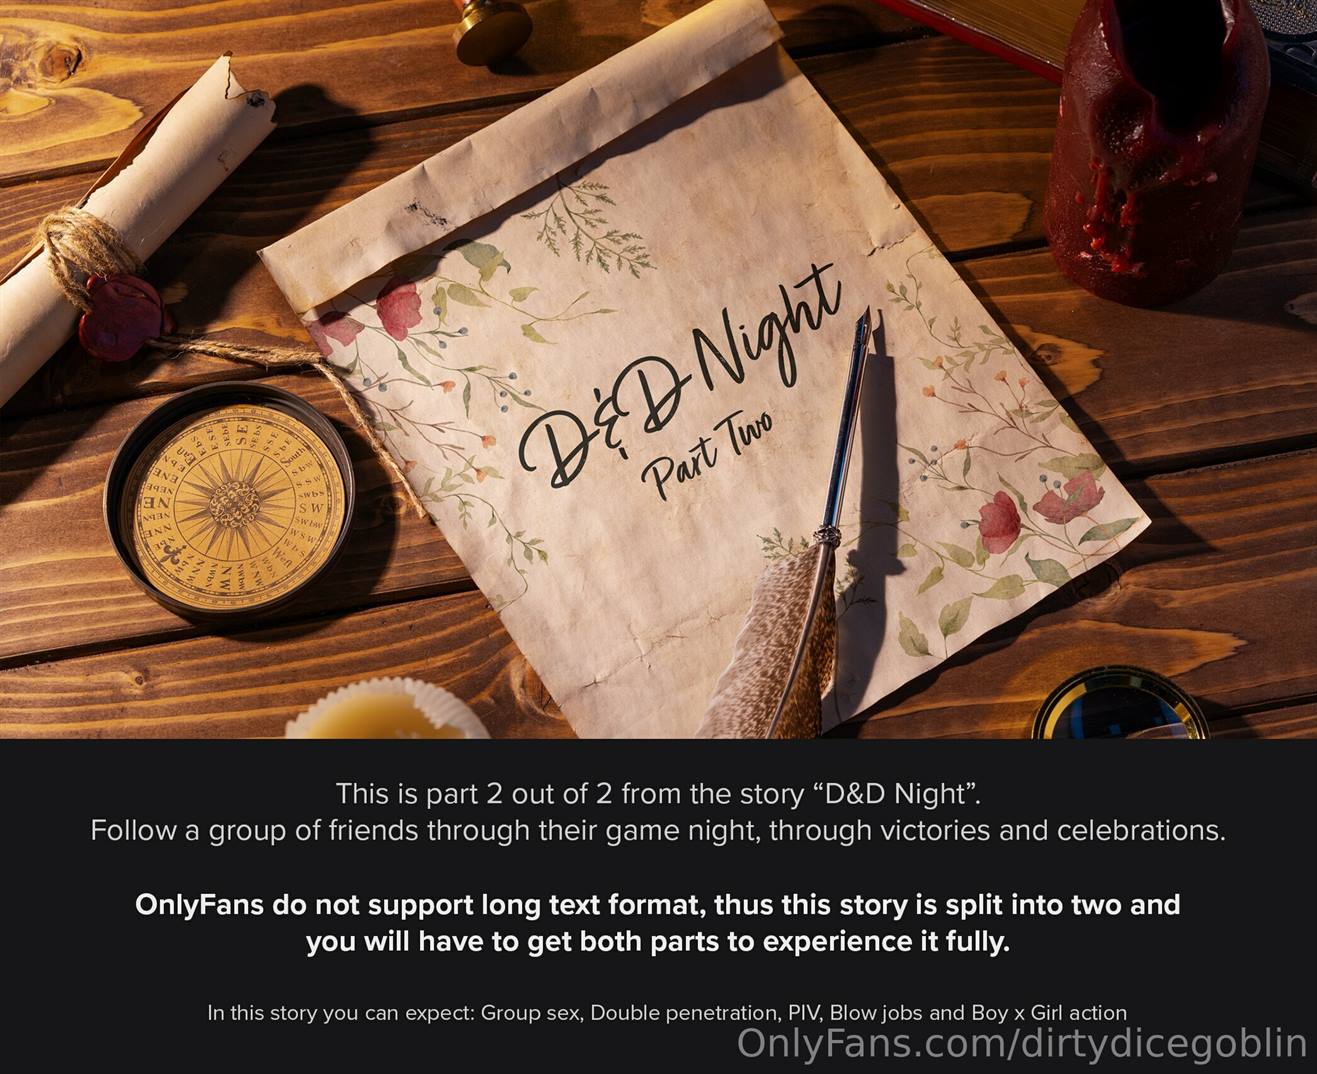 D&D Night
Part Two
This is part 2 out of 2 from the story “D&D Night”.
Follow a group of friends through their game night, through victories and celebrations.
OnlyFans do not support long text format, thus this story is split into two and
you will have to get both parts to experience it fully.
In this story you can expect: Group sex, Double penetration, PIV, Blow jobs and Boy x Girl action
OnlyFans.com/dirtydicegoblin